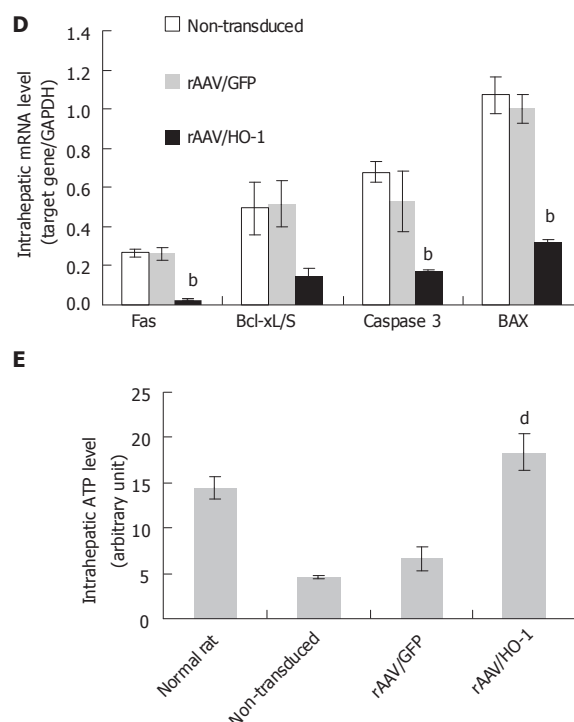 D
Non-transduced
rAAV/GFP
rAAV/HO-1
Intrahepatic mRNA level
(target gene/GAPDH)
1.4
1.2
1.0
0.8
0.6
0.4
0.2
0.0
b
b
b
Fas
Bcl-xL/S
Caspase 3
BAX
E
Intrahepatic ATP level
(arbitrary unit)
25
20
15
10
5
0
d
Normal rat
Non-transduced
rAAV/GFP
rAAV/HO-1